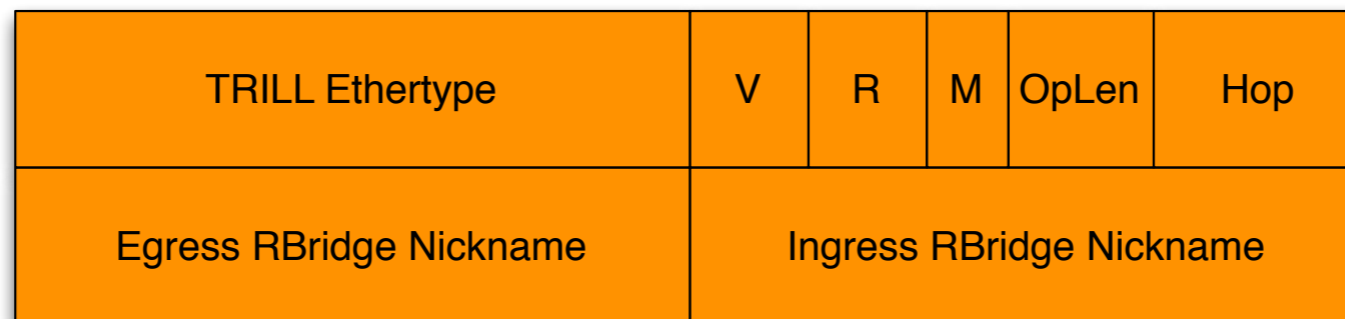 TRILL Ethertype V R M OpLen Hop
Egress RBridge Nickname Ingress RBridge Nickname